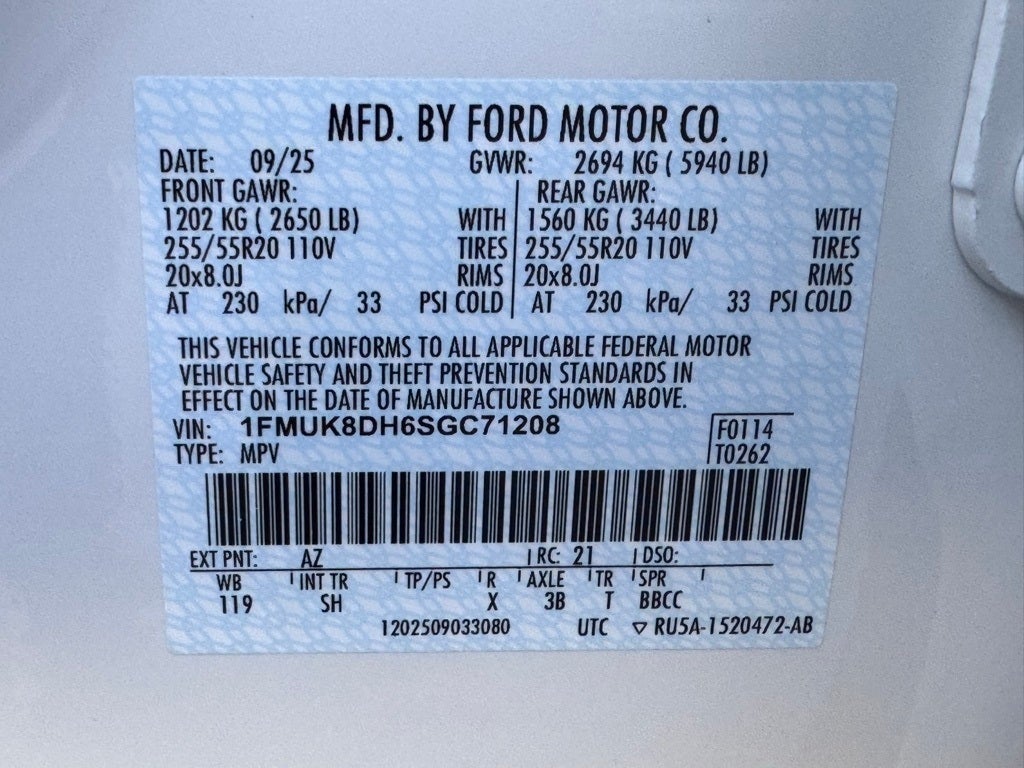 MFD. BY FORD MOTOR CO.
DATE: 09/25 GVWR: 2694 KG ( 5940 LB)
FRONT GAWR: REAR GAWR:
1202 KG ( 2650 LB) WITH 1560 KG ( 3440 LB) WITH
255/55R20 110V TIRES 255/55R20 110V TIRES
20x8.0J RIMS 20x8.0J RIMS
AT 230 kPa/ 33 PSI COLD AT 230 kPa/ 33 PSI COLD
THIS VEHICLE CONFORMS TO ALL APPLICABLE FEDERAL MOTOR
VEHICLE SAFETY AND THEFT PREVENTION STANDARDS IN
EFFECT ON THE DATE OF MANUFACTURE SHOWN ABOVE.
VIN: 1FMUK8DH6SGC71208 F0114
TYPE: MPV T0262
EXT PNT: AZ RC: 21 DSO:
WB INT TR TP/PS R AXLE TR SPR
119 SH X 3B T BBCC
1202509033080 UTC ▽ RU5A-1520472-AB